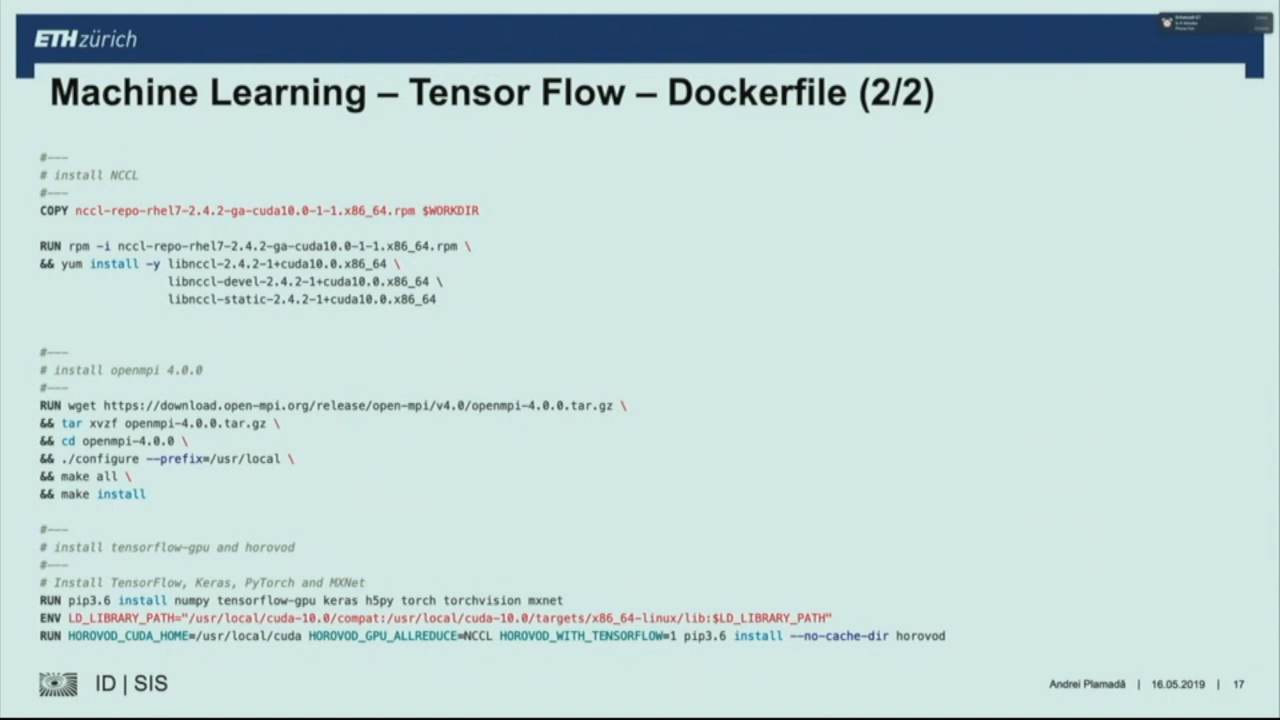 ETH zürich
Machine Learning – Tensor Flow – Dockerfile (2/2)
#---
# install NCCL
#---
COPY nccl-repo-rhel7-2.4.2-ga-cuda10.0-1-1.x86_64.rpm $WORKDIR
RUN rpm -i nccl-repo-rhel7-2.4.2-ga-cuda10.0-1-1.x86_64.rpm \
&& yum install -y libnccl-2.4.2-1+cuda10.0.x86_64 \
libnccl-devel-2.4.2-1+cuda10.0.x86_64 \
libnccl-static-2.4.2-1+cuda10.0.x86_64
#---
# install openmpi 4.0.0
#---
RUN wget https://download.open-mpi.org/release/open-mpi/v4.0/openmpi-4.0.0.tar.gz \
&& tar xvzf openmpi-4.0.0.tar.gz \
&& cd openmpi-4.0.0 \
&& ./configure --prefix=/usr/local \
&& make all \
&& make install
#---
# install tensorflow-gpu and horovod
#---
# Install TensorFlow, Keras, PyTorch and MXNet
RUN pip3.6 install numpy tensorflow-gpu keras h5py torch torchvision mxnet
ENV LD_LIBRARY_PATH="/usr/local/cuda-10.0/compat:/usr/local/cuda-10.0/targets/x86_64-linux/lib:$LD_LIBRARY_PATH"
RUN HOROVOD_CUDA_HOME=/usr/local/cuda HOROVOD_GPU_ALLREDUCE=NCCL HOROVOD_WITH_TENSORFLOW=1 pip3.6 install --no-cache-dir horovod
ID | SIS
Andrei Plamadă | 16.05.2019 | 17